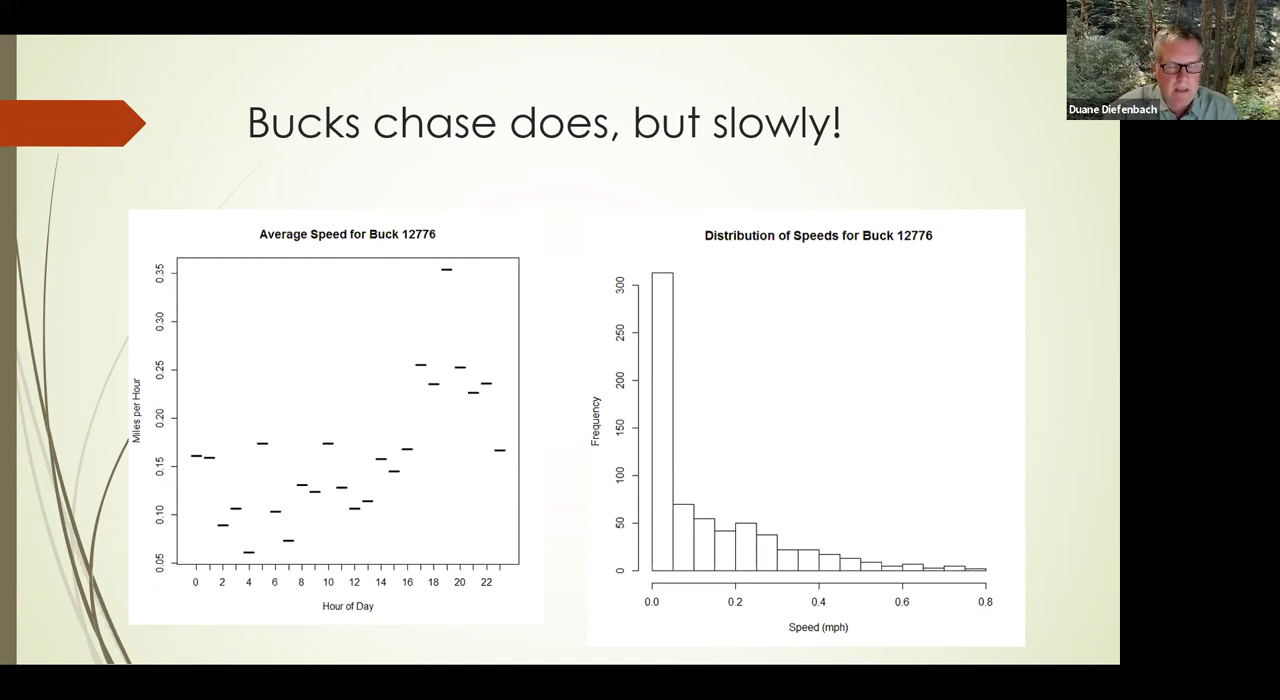 Duane Diefenbach
Bucks chase does, but slowly!
Average Speed for Buck 12776
Miles per Hour
0.35
0.30
0.25
0.20
0.15
0.10
0.05
0 2 4 6 8 10 12 14 16 18 20 22
Hour of Day
Distribution of Speeds for Buck 12776
Frequency
300
250
200
150
100
50
0
0.0 0.2 0.4 0.6 0.8
Speed (mph)